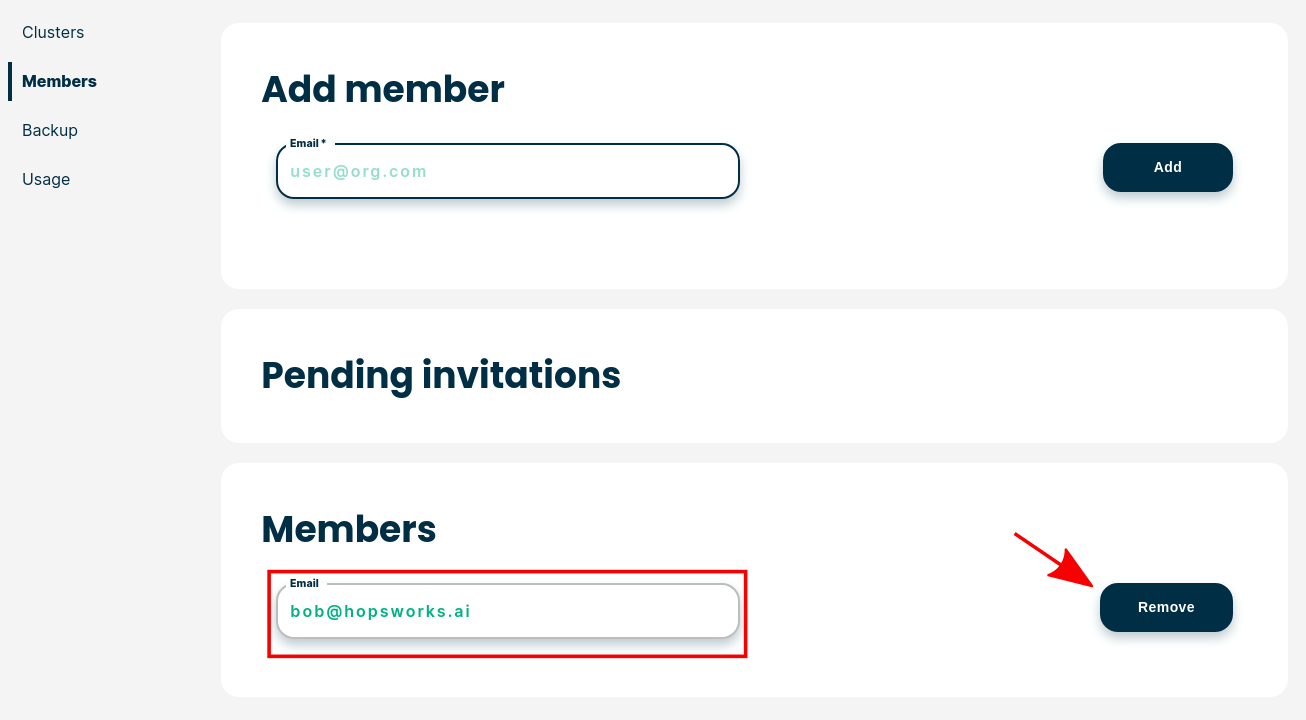 Clusters
Members
Backup
Usage
Add member
Email *
user@org.com
Add
Pending invitations
Members
Email
bob@hopsworks.ai
Remove